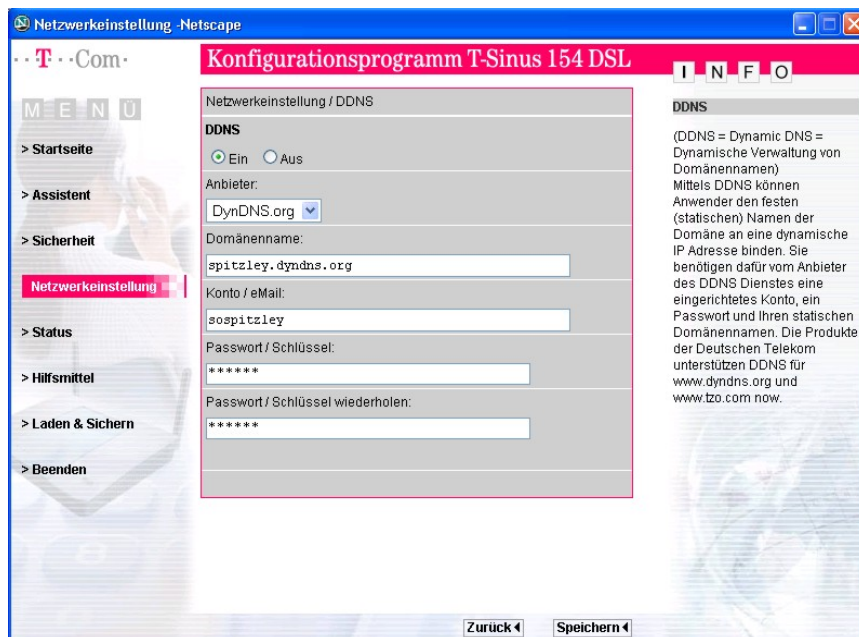 Netzwerkeinstellung -Netscape
··T··Com·
Konfigurationsprogramm T-Sinus 154 DSL
INFO
MENÜ
> Startseite
> Assistent
> Sicherheit
Netzwerkeinstellung
> Status
> Hilfsmittel
> Laden & Sichern
> Beenden
Netzwerkeinstellung / DDNS
DDNS
Ein Aus
Anbieter:
DynDNS.org
Domänenname:
spitzley.dyndns.org
Konto / eMail:
sospitzley
Passwort / Schlüssel:
******
Passwort / Schlüssel wiederholen:
******
DDNS
(DDNS = Dynamic DNS =
Dynamische Verwaltung von
Domänennamen)
Mittels DDNS können
Anwender den festen
(statischen) Namen der
Domäne an eine dynamische
IP Adresse binden. Sie
benötigen dafür vom Anbieter
des DDNS Dienstes eine
eingerichtetes Konto, ein
Passwort und Ihren statischen
Domänennamen. Die Produkte
der Deutschen Telekom
unterstützen DDNS für
www.dyndns.org und
www.tzo.com now.
Zurück Speichern